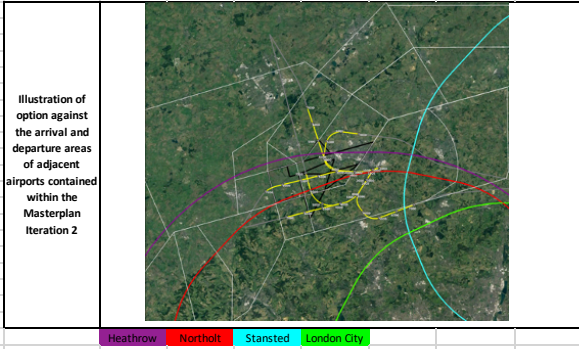 Illustration of
option against
the arrival and
departure areas
of adjacent
airports contained
within the
Masterplan
Iteration 2
Heathrow Northolt Stansted London City